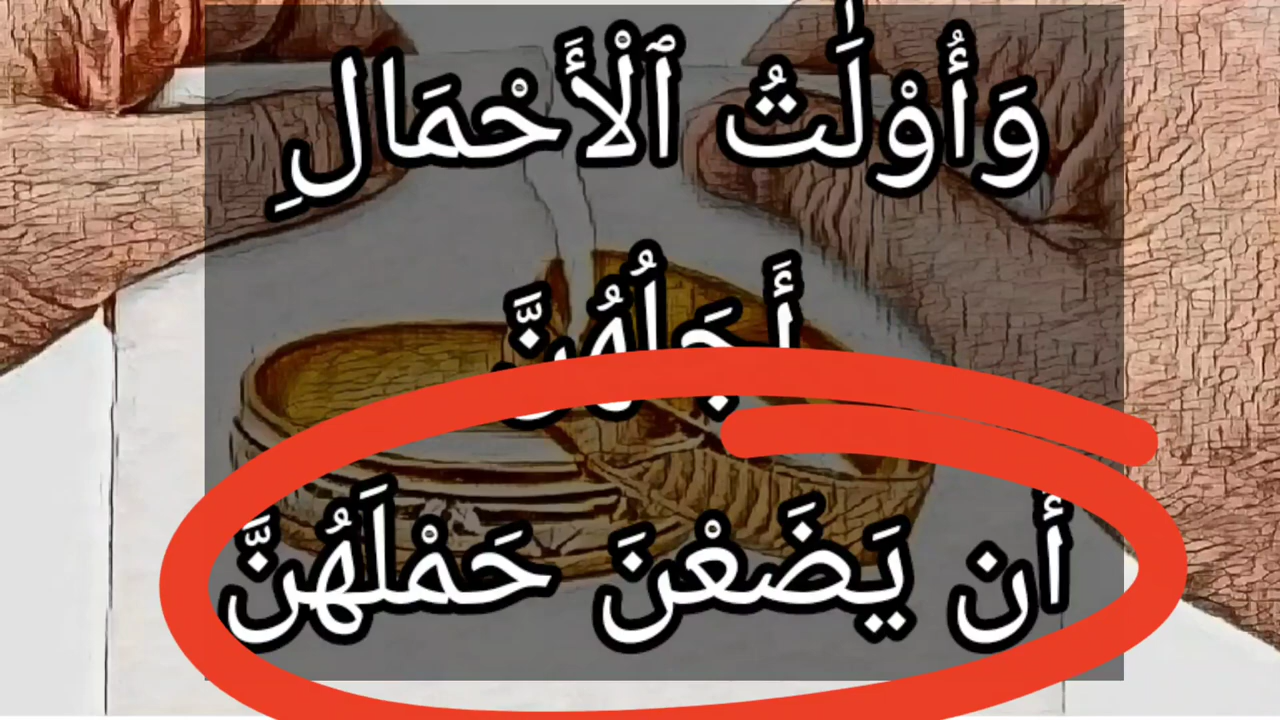 وَأُوْلَٰتُ ٱلْأَحْمَالِ
أَجَلُهُنَّ
أَن يَضَعْنَ حَمْلَهُنَّ